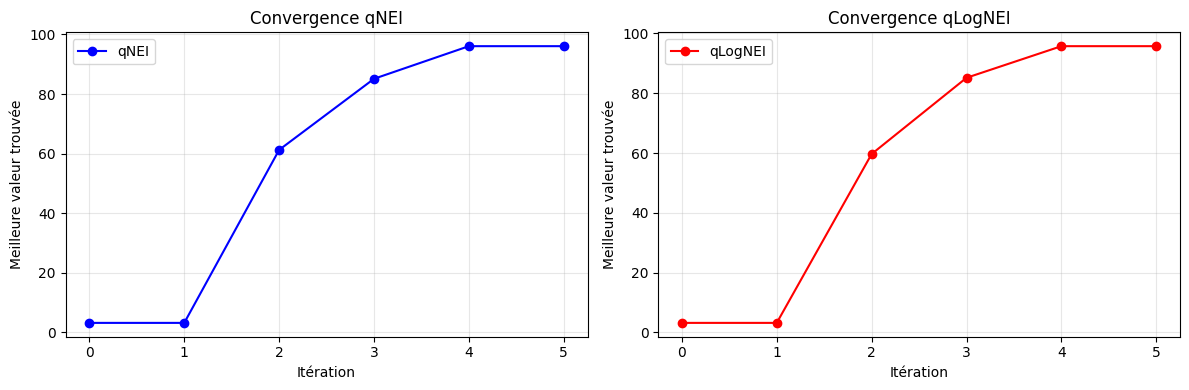 Convergence qNEI
qNEI
Meilleure valeur trouvée
100
80
60
40
20
0
0 1 2 3 4 5
Itération
Convergence qLogNEI
qLogNEI
Meilleure valeur trouvée
100
80
60
40
20
0
0 1 2 3 4 5
Itération